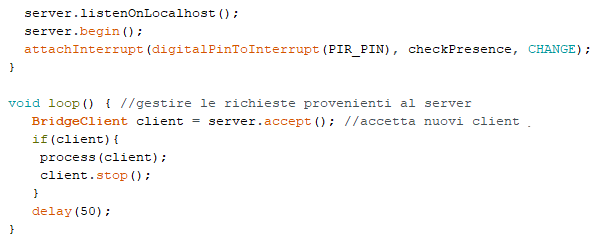 server.listenOnLocalhost();
server.begin();
attachInterrupt(digitalPinToInterrupt(PIR_PIN), checkPresence, CHANGE);
}
void loop() { //gestire le richieste provenienti al server
BridgeClient client = server.accept(); //accetta nuovi client
if(client){
process(client);
client.stop();
}
delay(50);
}